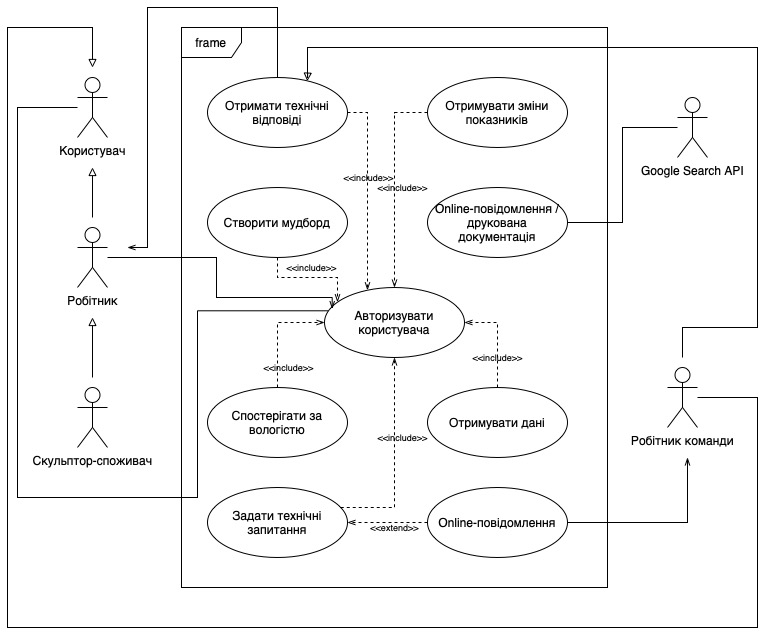 frame
Отримати технічні
відповіді
Отримувати зміни
показників
Користувач
Google Search API
<<include>>
<<include>>
Створити мудборд
Online-повідомлення /
друкована
документація
<<include>>
Робітник
Авторизувати
користувача
<<include>>
<<include>>
Спостерігати за
вологістю
Отримувати дані
<<include>>
Робітник команди
Скульптор-споживач
Задати технічні
запитання
Online-повідомлення
<<extend>>